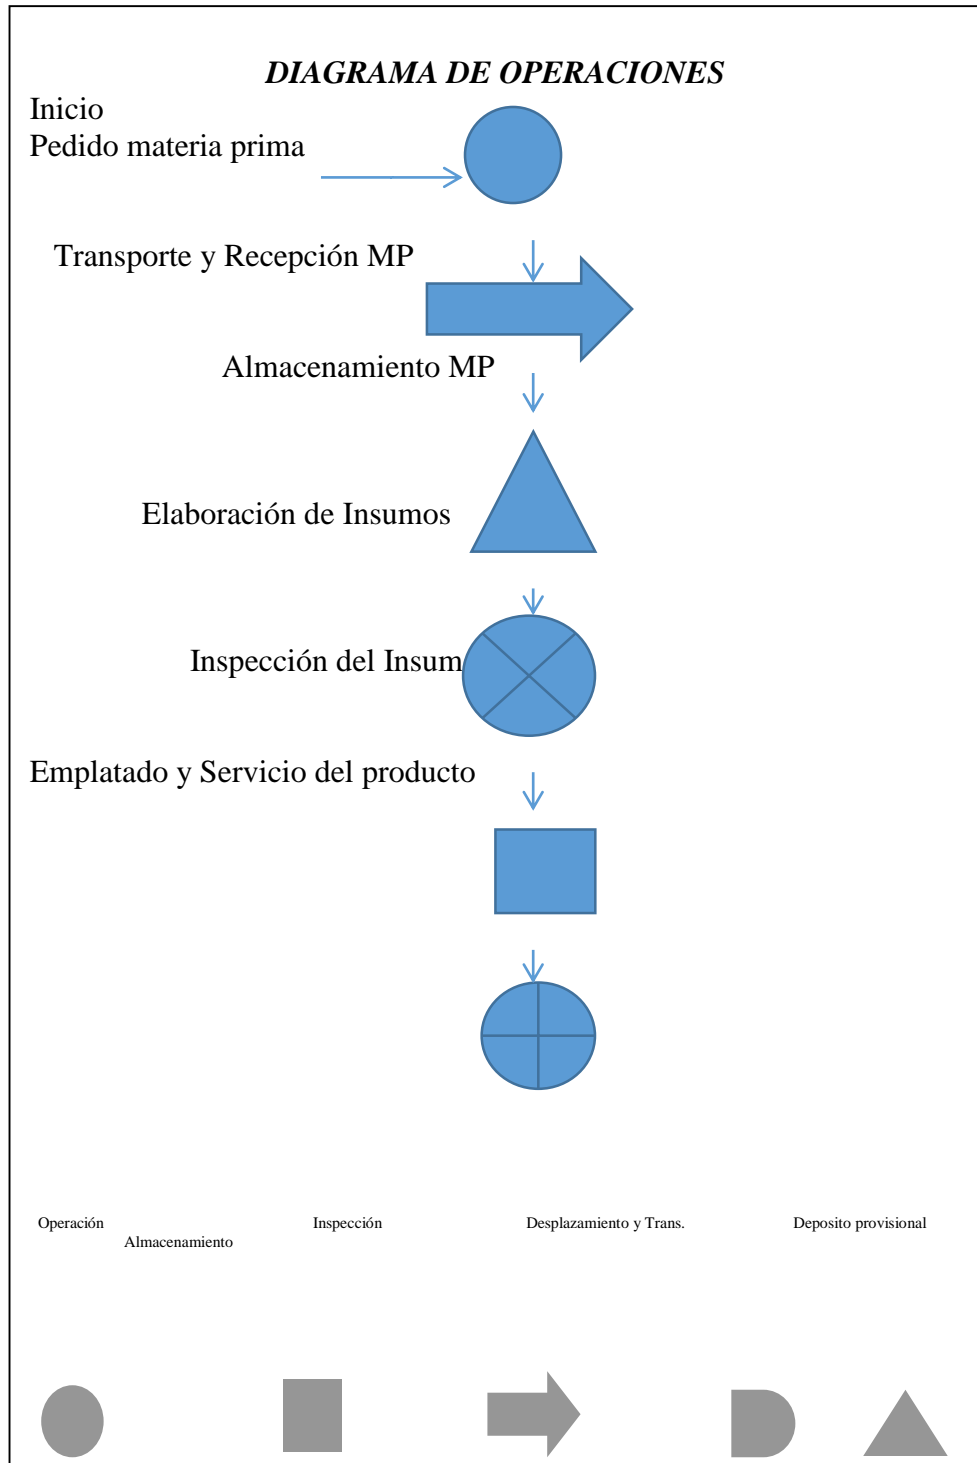 DIAGRAMA DE OPERACIONES
Inicio
Pedido materia prima
Transporte y Recepción MP
Almacenamiento MP
Elaboración de Insumos
Inspección del Insum
Emplatado y Servicio del producto
Operación Inspección Desplazamiento y Trans. Deposito provisional
Almacenamiento